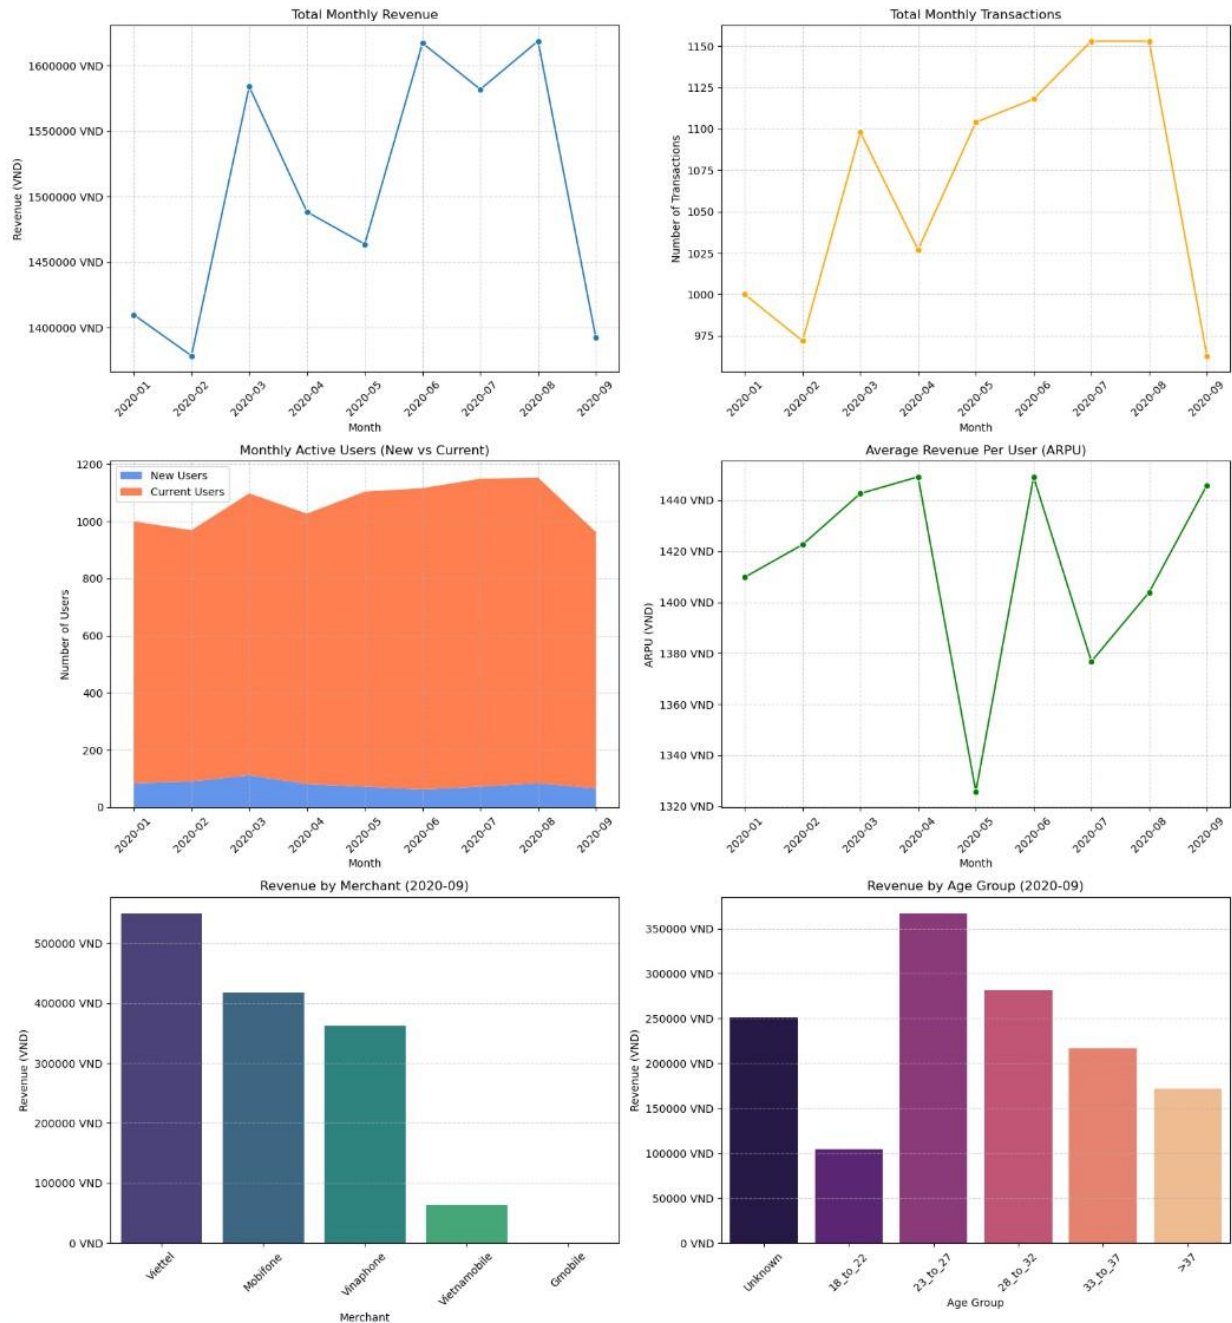 Total Monthly Revenue
1600000 VND
1550000 VND
1500000 VND
1450000 VND
1400000 VND
Revenue (VND)
2020-01
2020-02
2020-03
2020-04
2020-05
2020-06
2020-07
2020-08
2020-09
Month
Total Monthly Transactions
1150
1125
1100
1075
1050
1025
1000
975
Number of Transactions
2020-01
2020-02
2020-03
2020-04
2020-05
2020-06
2020-07
2020-08
2020-09
Month
Monthly Active Users (New vs Current)
New Users
Current Users
1200
1000
800
600
400
200
0
Number of Users
2020-01
2020-02
2020-03
2020-04
2020-05
2020-06
2020-07
2020-08
2020-09
Month
Average Revenue Per User (ARPU)
1440 VND
1420 VND
1400 VND
1380 VND
1360 VND
1340 VND
1320 VND
ARPU (VND)
2020-01
2020-02
2020-03
2020-04
2020-05
2020-06
2020-07
2020-08
2020-09
Month
Revenue by Merchant (2020-09)
500000 VND
400000 VND
300000 VND
200000 VND
100000 VND
0 VND
Revenue (VND)
Viettel
Mobifone
Vinaphone
Vietnamobile
Gmobile
Merchant
Revenue by Age Group (2020-09)
350000 VND
300000 VND
250000 VND
200000 VND
150000 VND
100000 VND
50000 VND
0 VND
Revenue (VND)
Unknown
18_to_22
23_to_27
28_to_32
33_to_37
>37
Age Group